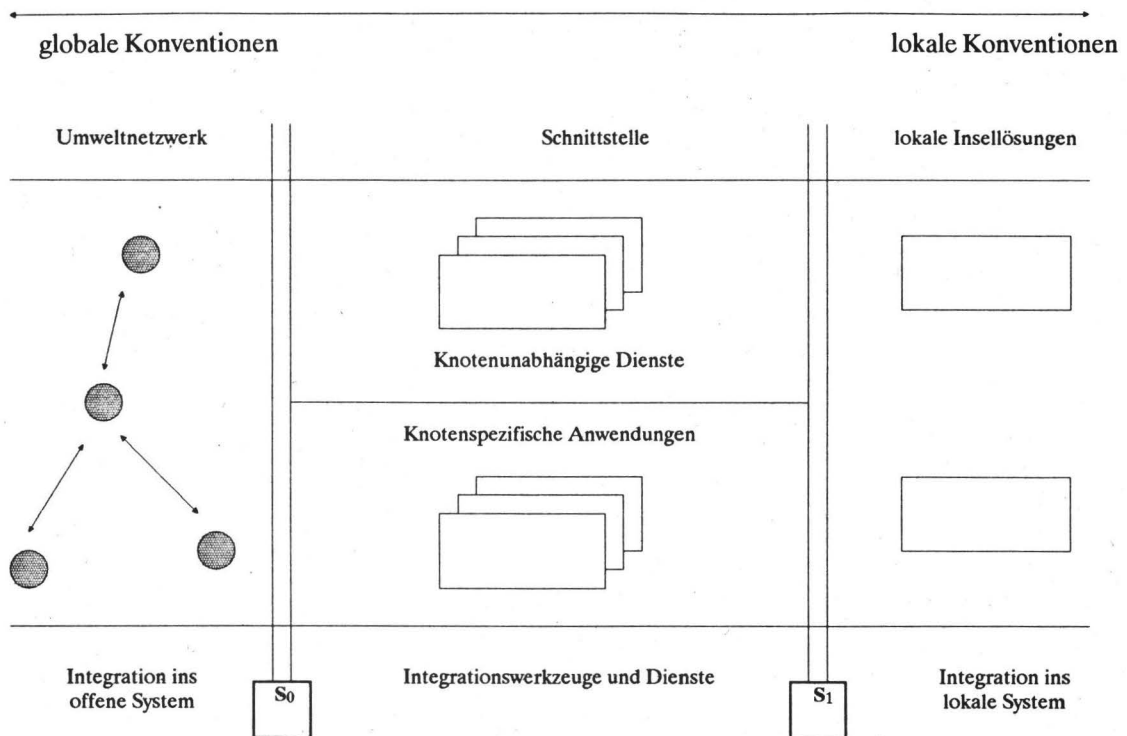 globale Konventionen
lokale Konventionen
Umweltnetzwerk
Schnittstelle
lokale Insellösungen
Knotenunabhängige Dienste
Knotenspezifische Anwendungen
Integration ins
offene System
S0
Integrationswerkzeuge und Dienste
S1
Integration ins
lokale System